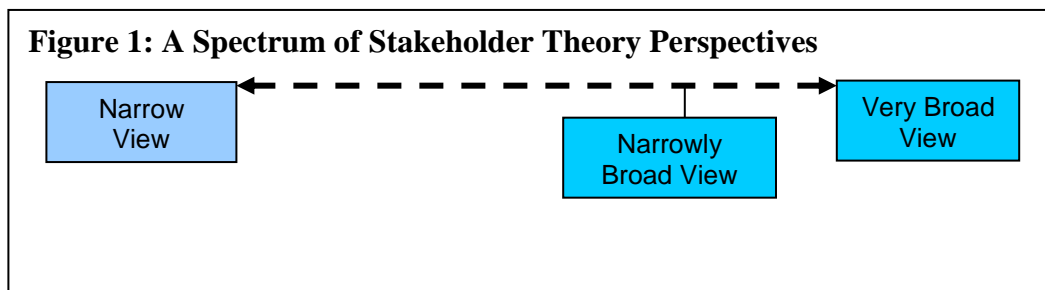 Figure 1: A Spectrum of Stakeholder Theory Perspectives
Narrow
View
Narrowly
Broad View
Very Broad
View